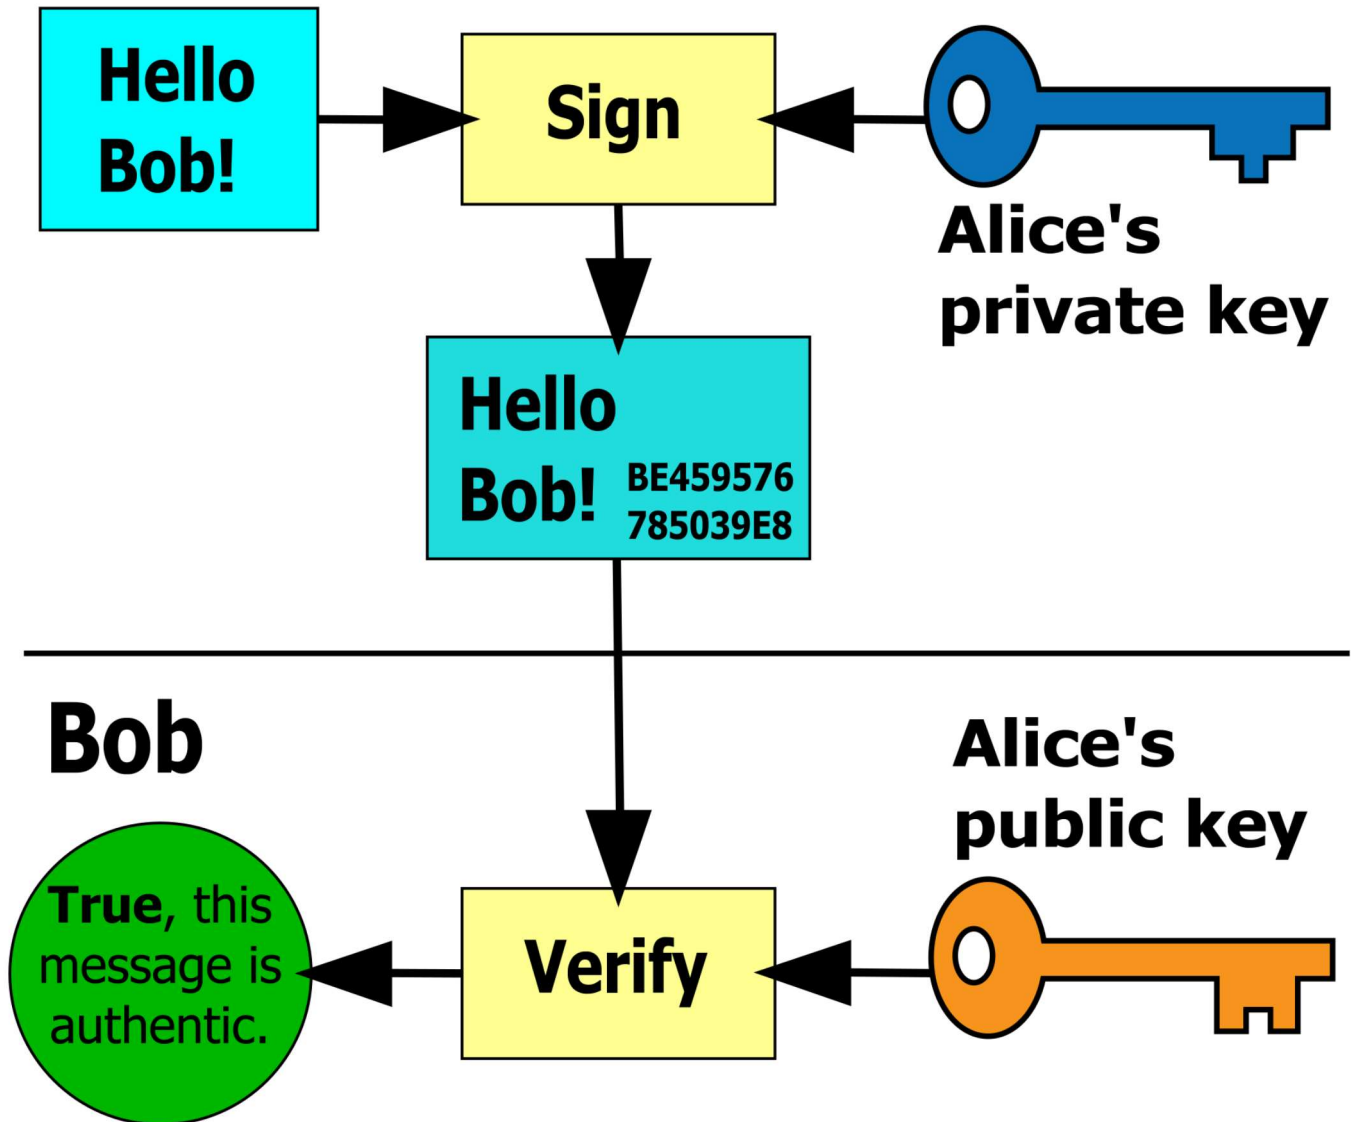 Hello
Bob!
Sign
Alice's
private key
Hello
Bob!
BE459576
785039E8
Bob
Alice's
public key
True, this
message is
authentic.
Verify